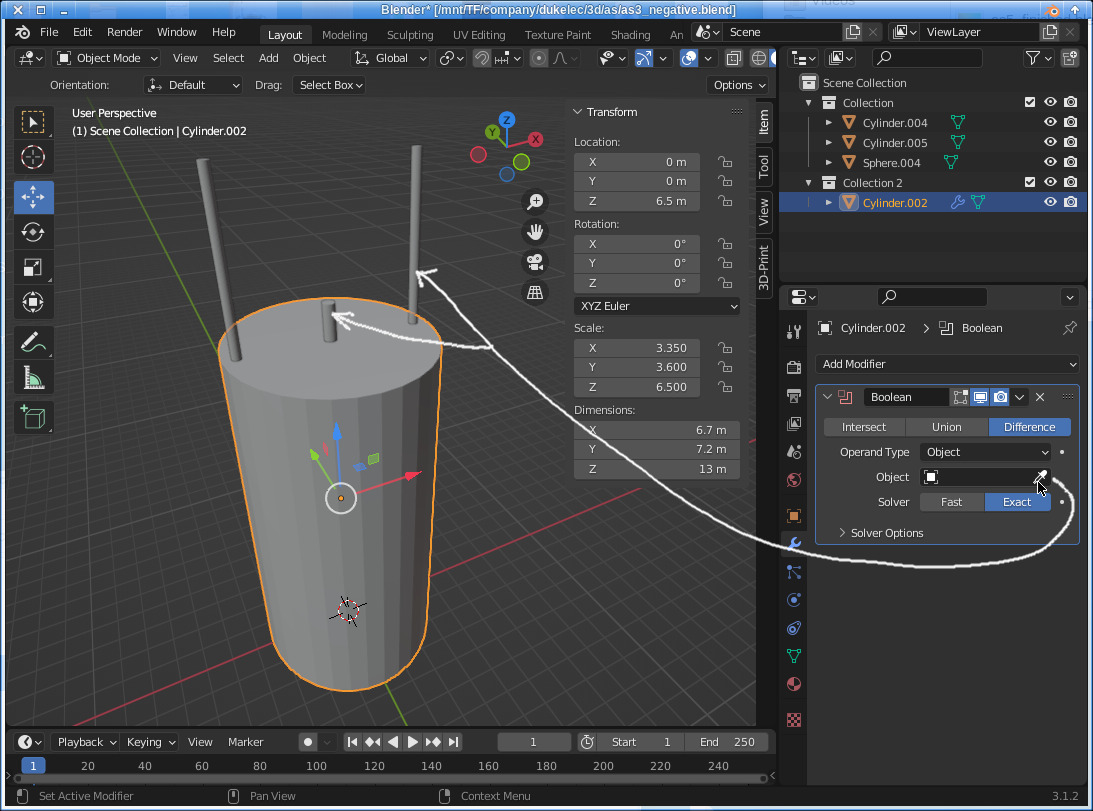 Blender* [/mnt/TF/company/dukelec/3d/as/as3_negative.blend]
File Edit Render Window Help Layout Modeling Sculpting UV Editing Texture Paint Shading An Scene ViewLayer
Object Mode View Select Add Object Global
Orientation: Default Drag: Select Box Options
User Perspective
(1) Scene Collection | Cylinder.002
Z
Y
X
Transform
Location:
X 0 m
Y 0 m
Z 6.5 m
Rotation:
X 0°
Y 0°
Z 0°
XYZ Euler
Scale:
X 3.350
Y 3.600
Z 6.500
Dimensions:
X 6.7 m
Y 7.2 m
Z 13 m
Item
Tool
View
3D-Print
Scene Collection
Collection
Cylinder.004
Cylinder.005
Sphere.004
Collection 2
Cylinder.002
Cylinder.002 > Boolean
Add Modifier
Boolean
Intersect Union Difference
Operand Type Object
Object
Solver Fast Exact
Solver Options
Playback Keying View Marker 1 Start 1 End 250
1 20 40 60 80 100 120 140 160 180 200 220 240
Set Active Modifier Pan View Context Menu 3.1.2